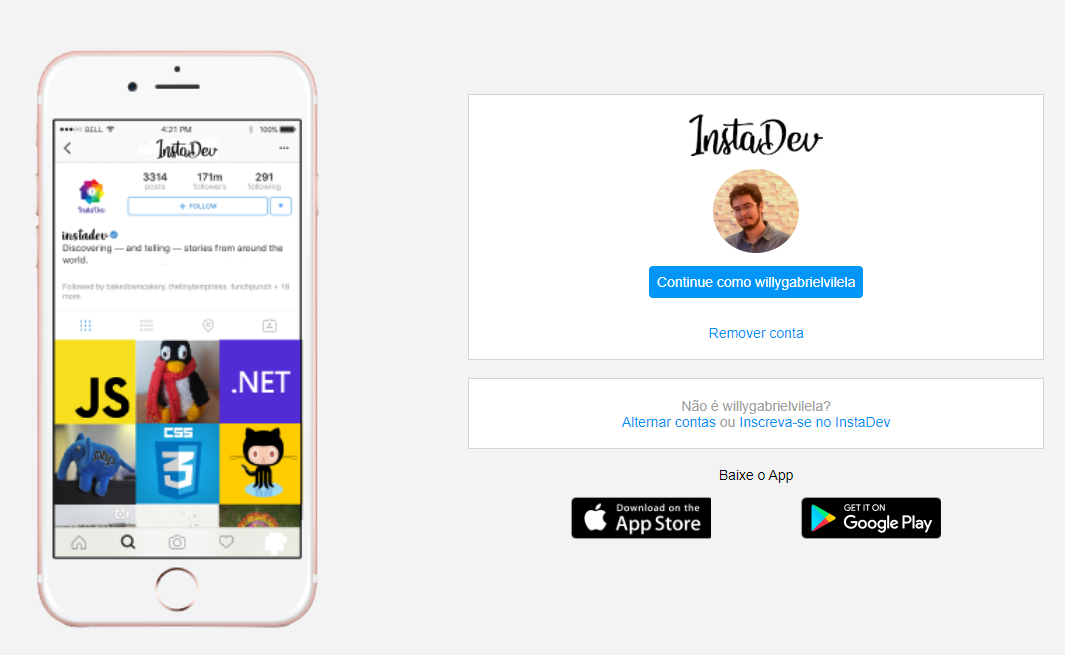 ●●●○○ BELL 4:21 PM 100%
InstaDev
3314 171m 291
posts followers following
+ FOLLOW
InstaDev
instadev
Discovering — and telling — stories from around the
world.
Followed by bakedowncakery, thetinytemptrees, funchpunch + 18
more
JS
.NET
php
CSS
3
InstaDev
Continue como willygabrielvilela
Remover conta
Não é willygabrielvilela?
Alternar contas ou Inscreva-se no InstaDev
Baixe o App
Download on the
App Store
GET IT ON
Google Play